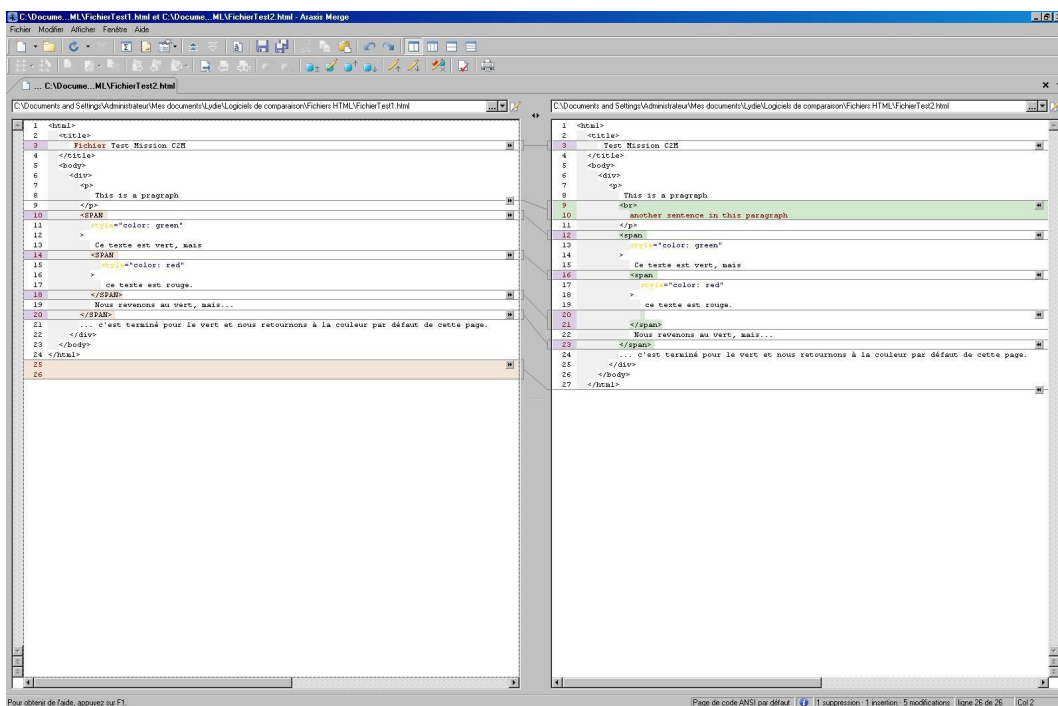 C:\Docume...ML\FichierTest1.html et C:\Docume...ML\FichierTest2.html - Araxis Merge
Fichier Modifier Afficher Fenêtre Aide
... C:\Docume...ML\FichierTest2.html
C:\Documents and Settings\Administrateur\Mes documents\Lydie\Logiciels de comparaison\Fichiers HTML\FichierTest1.html
1 <html>
2 <title>
3 Fichier Test Mission C2M
4 </title>
5 <body>
6 <div>
7 <p>
8 This is a pragraph
9 </p>
10 <SPAN
11 style="color: green"
12 >
13 Ce texte est vert, mais
14 <SPAN
15 style="color: red"
16 >
17 ce texte est rouge.
18 </SPAN>
19 Nous revenons au vert, mais...
20 </SPAN>
21 ... c'est terminé pour le vert et nous retournons à la couleur par défaut de cette page.
22 </div>
23 </body>
24 </html>
25
26
C:\Documents and Settings\Administrateur\Mes documents\Lydie\Logiciels de comparaison\Fichiers HTML\FichierTest2.html
1 <html>
2 <title>
3 Test Mission C2M
4 </title>
5 <body>
6 <div>
7 <p>
8 This is a pragraph
9 <br>
10 another sentence in this paragraph
11 </p>
12 <span
13 style="color: green"
14 >
15 Ce texte est vert, mais
16 <span
17 style="color: red"
18 >
19 ce texte est rouge.
20
21 </span>
22 Nous revenons au vert, mais...
23 </span>
24 ... c'est terminé pour le vert et nous retournons à la couleur par défaut de cette page.
25 </div>
26 </body>
27 </html>
Pour obtenir de l'aide, appuyez sur F1.
Page de code ANSI par défaut
1 suppression · 1 insertion · 5 modifications
ligne 26 de 26
Col 2